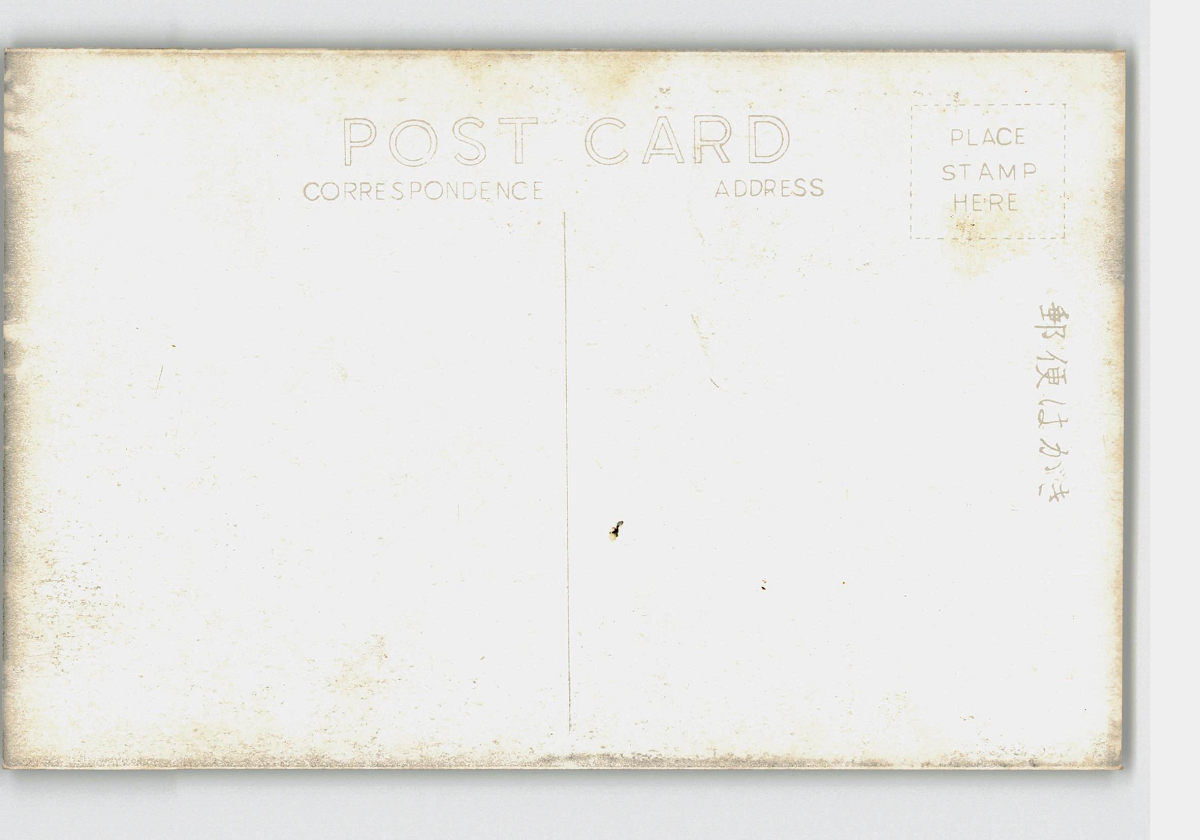 POST CARD
CORRESPONDENCE
ADDRESS
PLACE
STAMP
HERE
郵便はがき